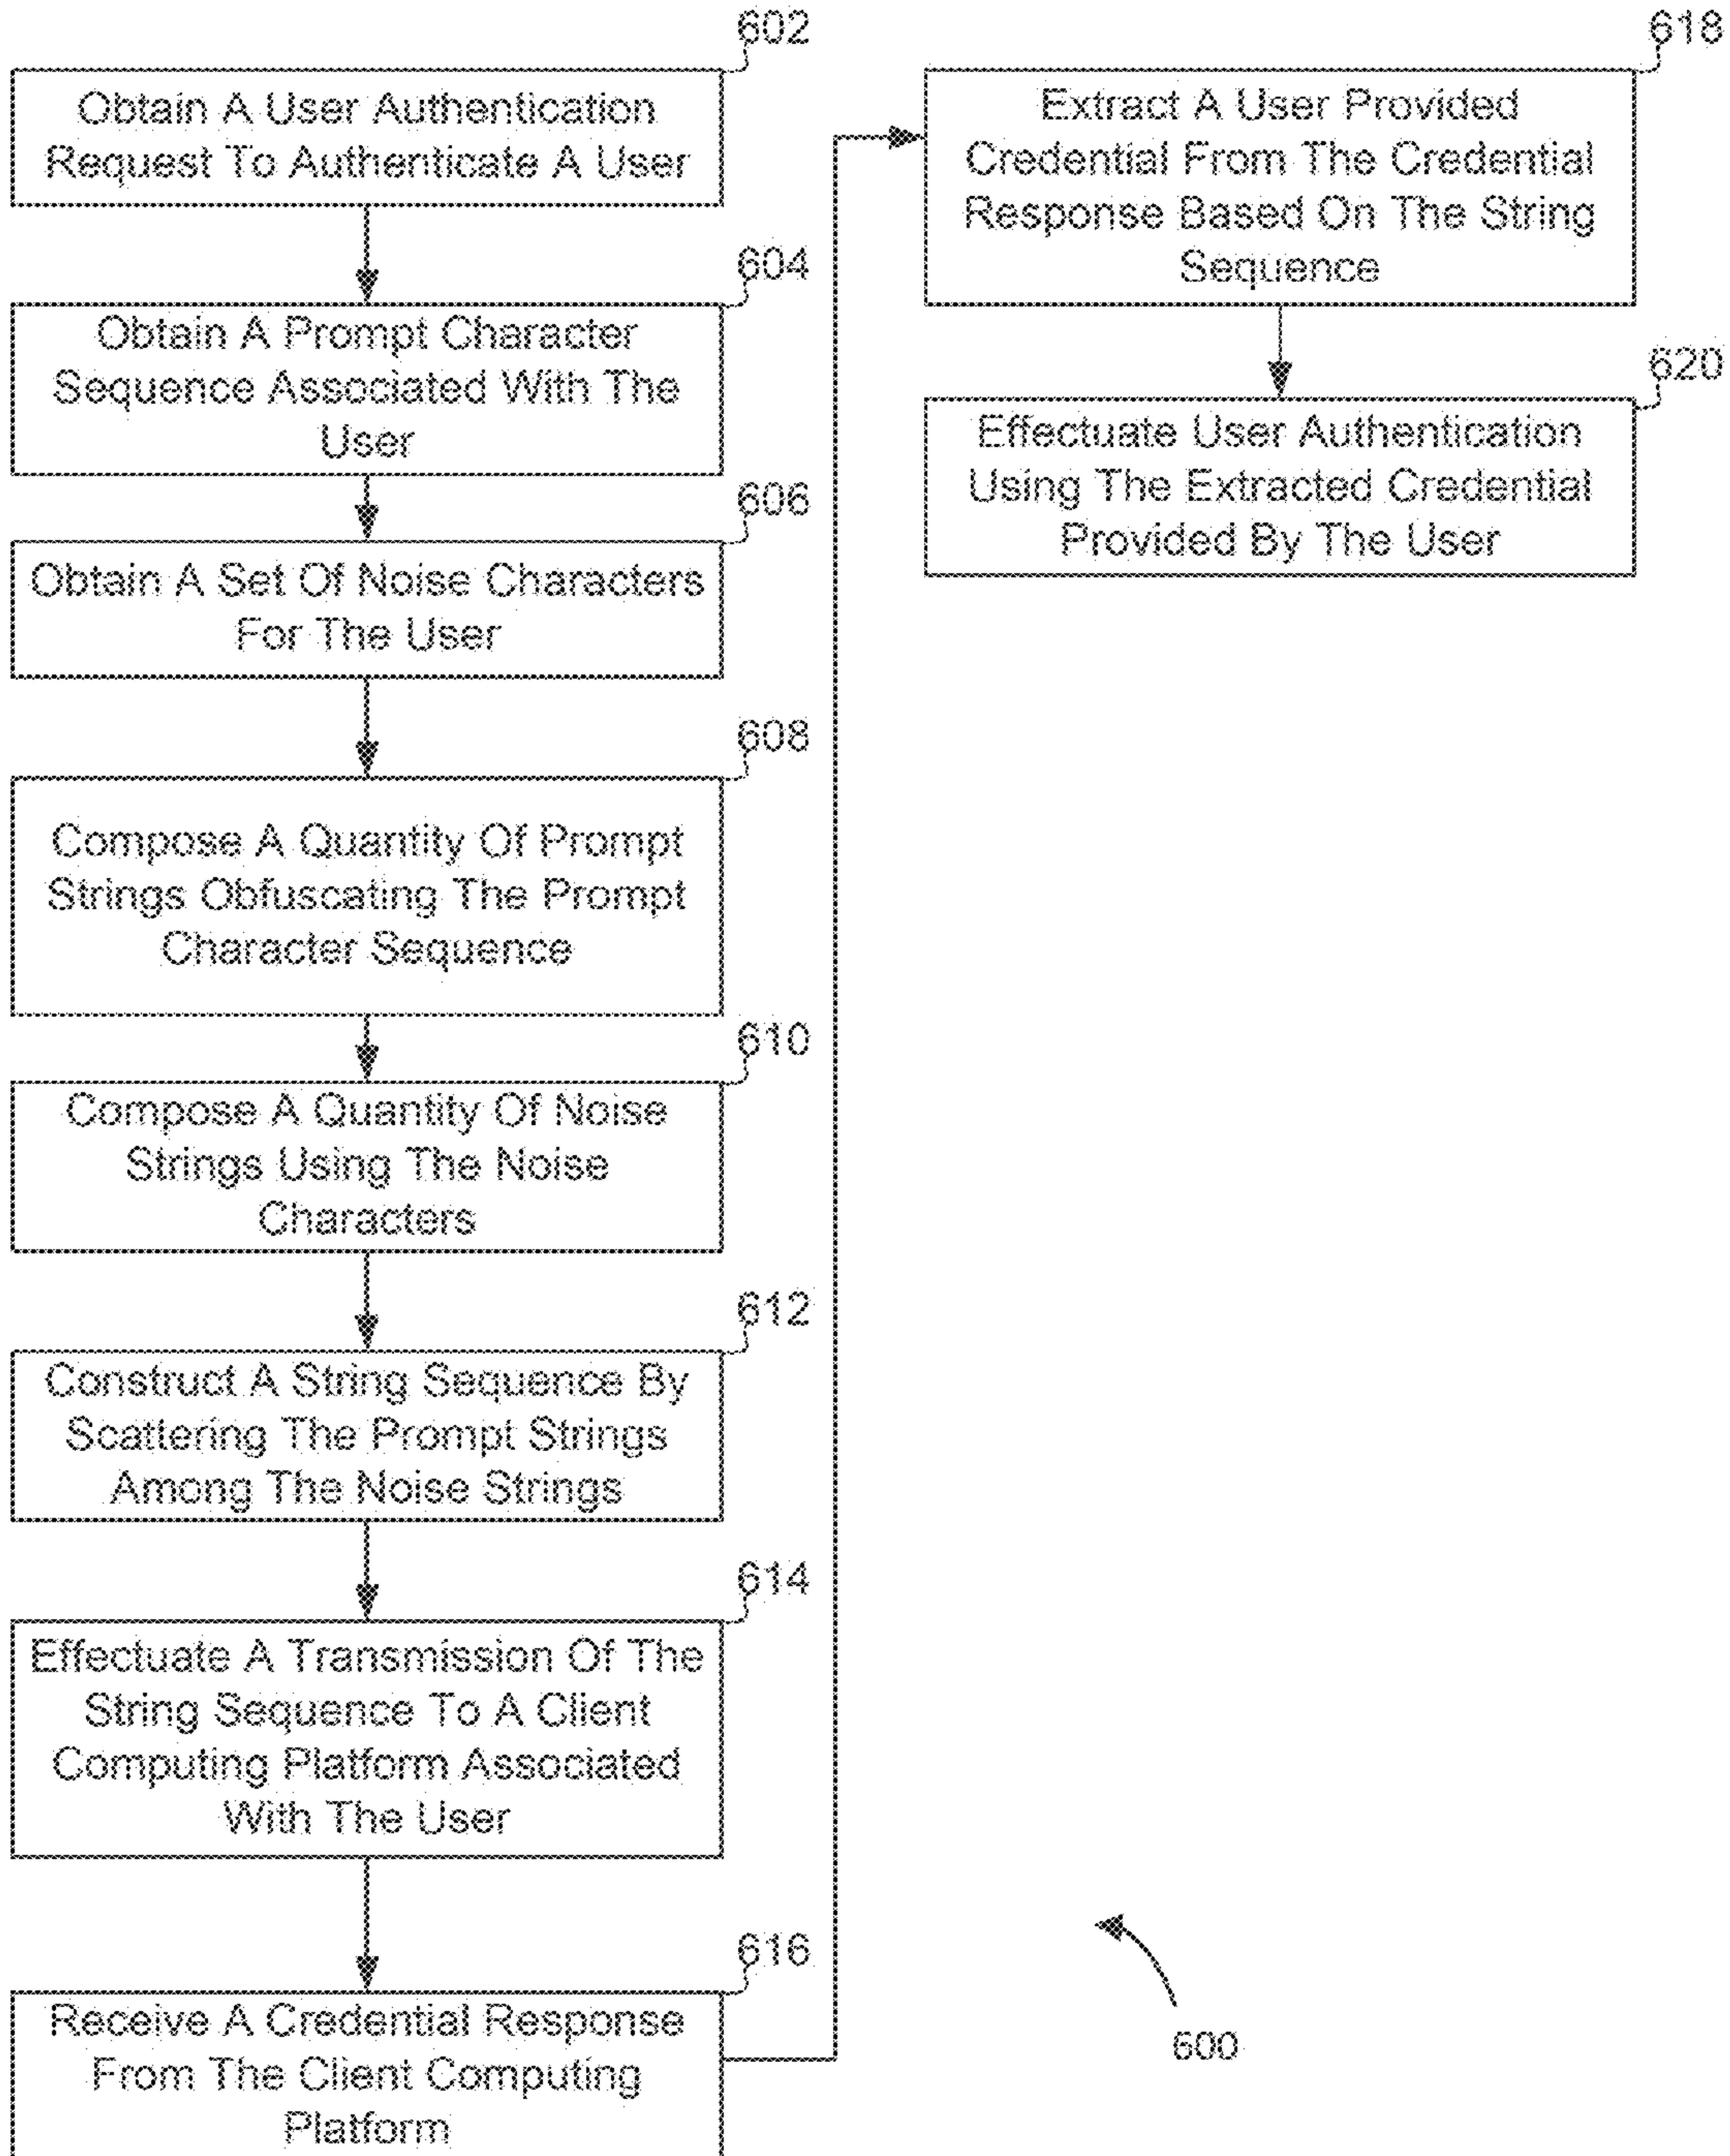 602
Obtain A User Authentication
Request To Authenticate A User
604
Obtain A Prompt Character
Sequence Associated With The
User
606
Obtain A Set Of Noise Characters
For The User
608
Compose A Quantity Of Prompt
Strings Obfuscating The Prompt
Character Sequence
610
Compose A Quantity Of Noise
Strings Using The Noise
Characters
612
Construct A String Sequence By
Scattering The Prompt Strings
Among The Noise Strings
614
Effectuate A Transmission Of The
String Sequence To A Client
Computing Platform Associated
With The User
616
Receive A Credential Response
From The Client Computing
Platform
618
Extract A User Provided
Credential From The Credential
Response Based On The String
Sequence
620
Effectuate User Authentication
Using The Extracted Credential
Provided By The User
600